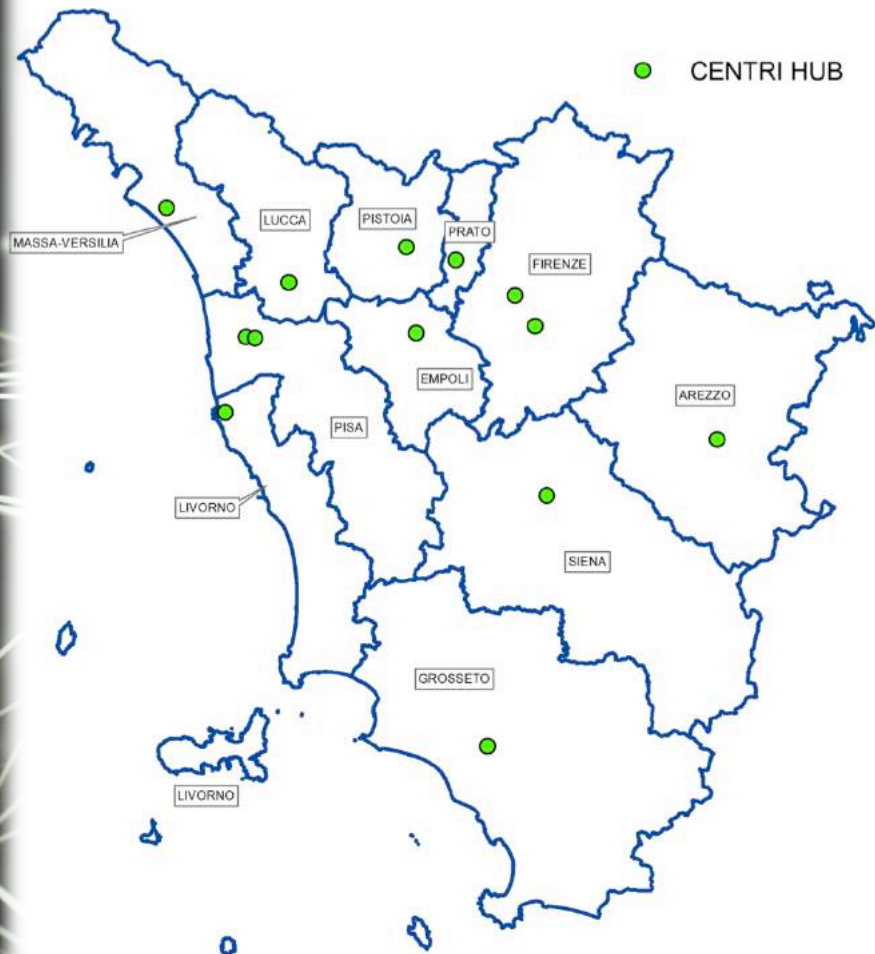 CENTRI HUB
LUCCA
PISTOIA
PRATO
MASSA-VERSILIA
FIRENZE
EMPOLI
AREZZO
PISA
LIVORNO
SIENA
GROSSETO
LIVORNO